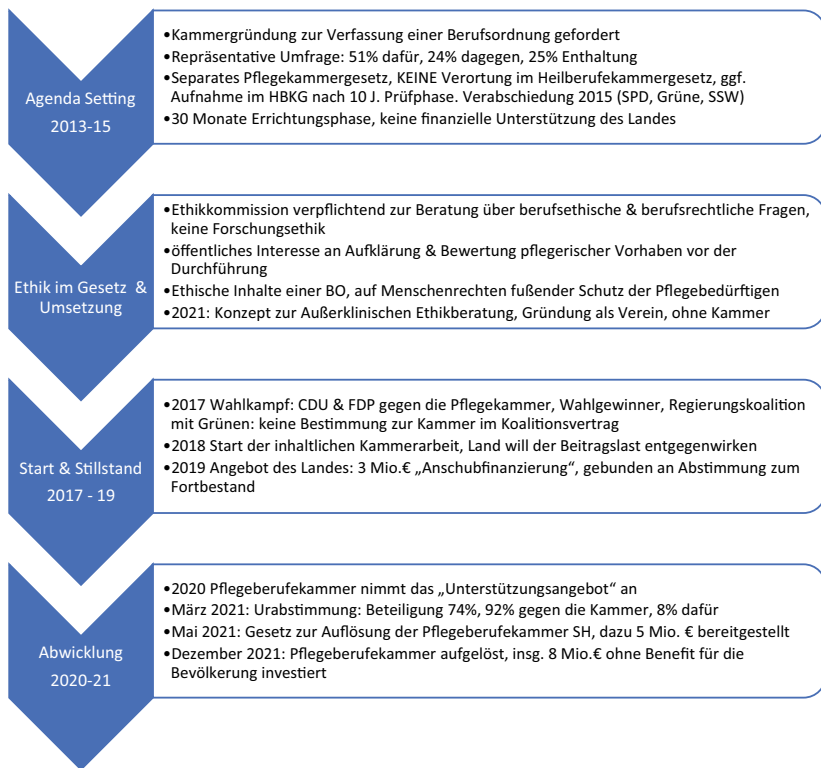 Agenda Setting
2013-15
•Kammergründung zur Verfassung einer Berufsordnung gefordert
•Repräsentative Umfrage: 51% dafür, 24% dagegen, 25% Enthaltung
•Separates Pflegekammergesetz, KEINE Verortung im Heilberufekammergesetz, ggf.
Aufnahme im HBKG nach 10 J. Prüfphase. Verabschiedung 2015 (SPD, Grüne, SSW)
•30 Monate Errichtungsphase, keine finanzielle Unterstützung des Landes
Ethik im Gesetz &
Umsetzung
•Ethikkommission verpflichtend zur Beratung über berufsethische & berufsrechtliche Fragen,
keine Forschungsethik
•öffentliches Interesse an Aufklärung & Bewertung pflegerischer Vorhaben vor der
Durchführung
•Ethische Inhalte einer BO, auf Menschenrechten fußender Schutz der Pflegebedürftigen
•2021: Konzept zur Außerklinischen Ethikberatung, Gründung als Verein, ohne Kammer
Start & Stillstand
2017 - 19
•2017 Wahlkampf: CDU & FDP gegen die Pflegekammer, Wahlgewinner, Regierungskoalition
mit Grünen: keine Bestimmung zur Kammer im Koalitionsvertrag
•2018 Start der inhaltlichen Kammerarbeit, Land will der Beitragslast entgegenwirken
•2019 Angebot des Landes: 3 Mio.€ „Anschubfinanzierung“, gebunden an Abstimmung zum
Fortbestand
Abwicklung
2020-21
•2020 Pflegeberufekammer nimmt das „Unterstützungsangebot“ an
•März 2021: Urabstimmung: Beteiligung 74%, 92% gegen die Kammer, 8% dafür
•Mai 2021: Gesetz zur Auflösung der Pflegeberufekammer SH, dazu 5 Mio. € bereitgestellt
•Dezember 2021: Pflegeberufekammer aufgelöst, insg. 8 Mio.€ ohne Benefit für die
Bevölkerung investiert